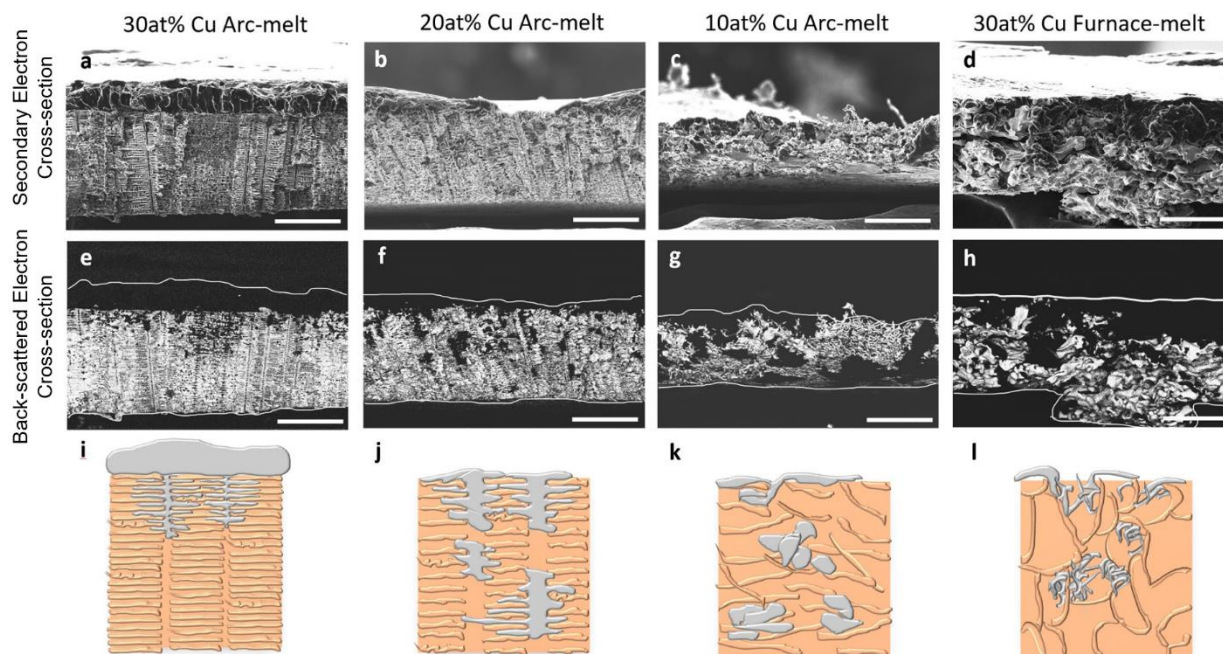 30at% Cu Arc-melt
20at% Cu Arc-melt
10at% Cu Arc-melt
30at% Cu Furnace-melt
Secondary Electron
Cross-section
a
b
c
d
Back-scattered Electron
Cross-section
e
f
g
h
i
j
k
l